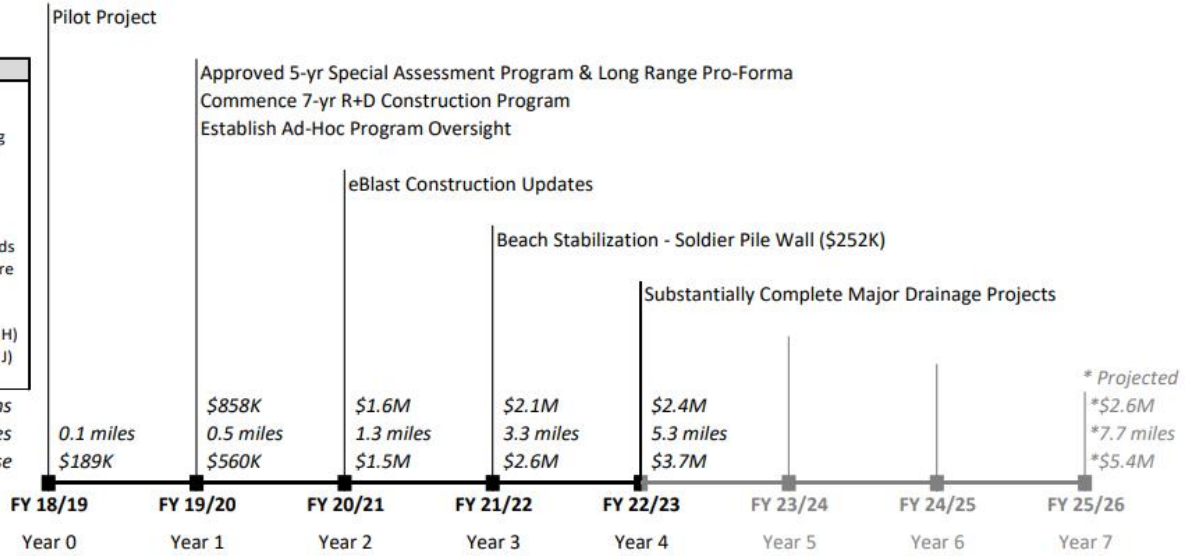 Pilot Project
Approved 5-yr Special Assessment Program & Long Range Pro-Forma
Commence 7-yr R+D Construction Program
Establish Ad-Hoc Program Oversight
eBlast Construction Updates
Beach Stabilization - Soldier Pile Wall ($252K)
Substantially Complete Major Drainage Projects
H)
J)
* Projected
$858K $1.6M $2.1M $2.4M *$2.6M
0.1 miles 0.5 miles 1.3 miles 3.3 miles 5.3 miles *7.7 miles
$189K $560K $1.5M $2.6M $3.7M *$5.4M
FY 18/19 FY 19/20 FY 20/21 FY 21/22 FY 22/23 FY 23/24 FY 24/25 FY 25/26
Year 0 Year 1 Year 2 Year 3 Year 4 Year 5 Year 6 Year 7